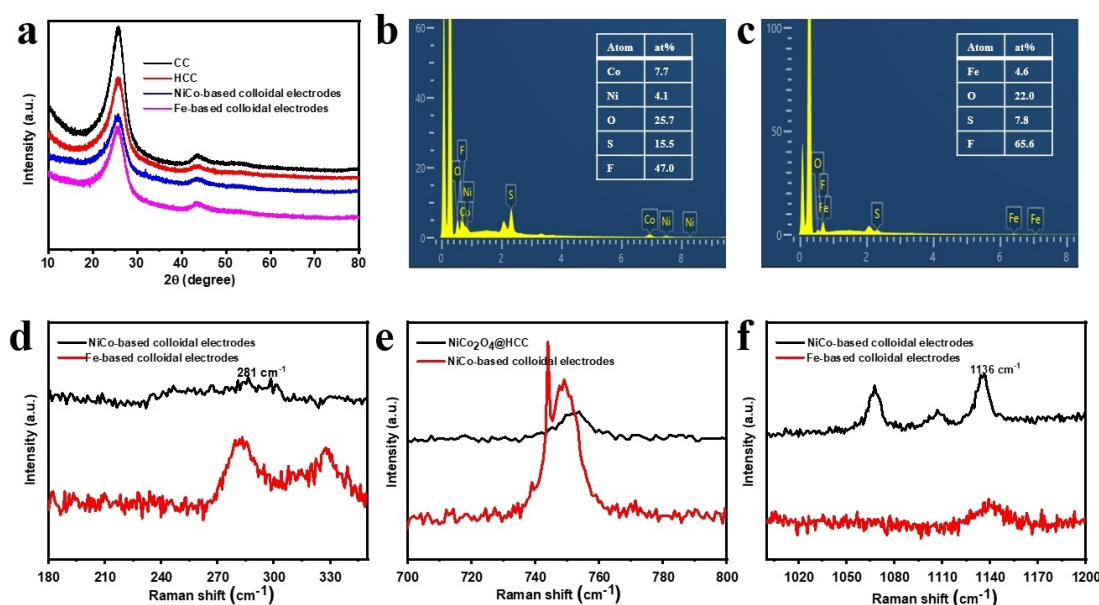 a
CC
HCC
NiCo-based colloidal electrodes
Fe-based colloidal electrodes
Intensity (a.u.)
10 20 30 40 50 60 70 80
2θ (degree)
b
60
40
20
0
Atom at%
Co 7.7
Ni 4.1
O 25.7
S 15.5
F 47.0
F
O
Ni
Co
S
Co
Ni
Ni
0 2 4 6 8
c
100
50
0
Atom at%
Fe 4.6
O 22.0
S 7.8
F 65.6
O
F
Fe
S
Fe
Fe
0 2 4 6 8
d
NiCo-based colloidal electrodes
Fe-based colloidal electrodes
281 cm⁻¹
Intensity (a.u.)
180 210 240 270 300 330
Raman shift (cm⁻¹)
e
NiCo₂O₄@HCC
NiCo-based colloidal electrodes
Intensity (a.u.)
700 720 740 760 780 800
Raman shift (cm⁻¹)
f
NiCo-based colloidal electrodes
Fe-based colloidal electrodes
1136 cm⁻¹
Intensity (a.u.)
1020 1050 1080 1110 1140 1170 1200
Raman shift (cm⁻¹)